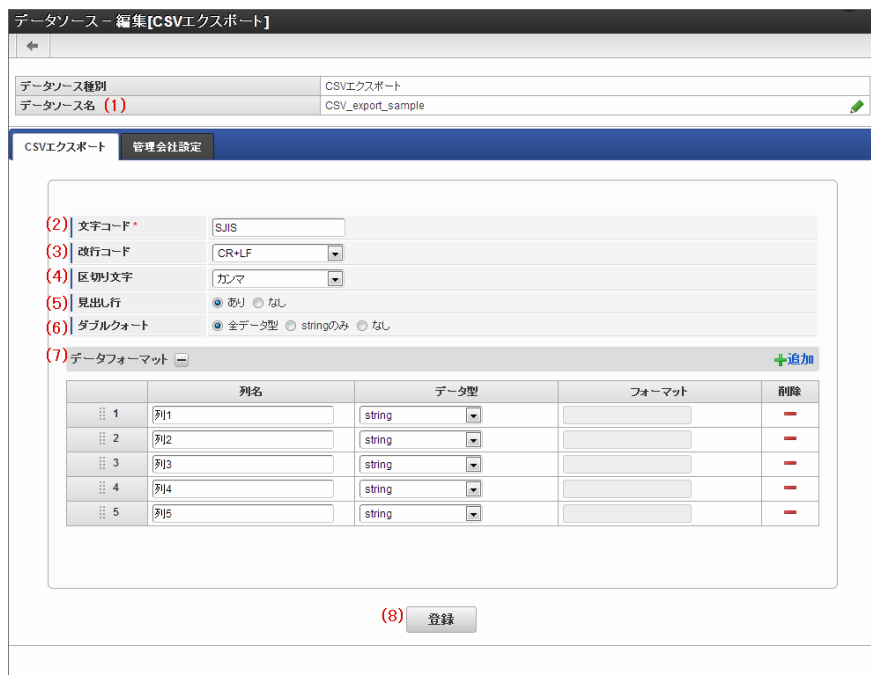 データソース – 編集[CSVエクスポート]
データソース種別 CSVエクスポート
データソース名 (1) CSV_export_sample
CSVエクスポート 管理会社設定
(2) 文字コード* SJIS
(3) 改行コード CR+LF
(4) 区切り文字 カンマ
(5) 見出し行 あり なし
(6) ダブルクォート 全データ型 stringのみ なし
(7) データフォーマット 追加
列名 データ型 フォーマット 削除
1 列1 string
2 列2 string
3 列3 string
4 列4 string
5 列5 string
(8) 登録